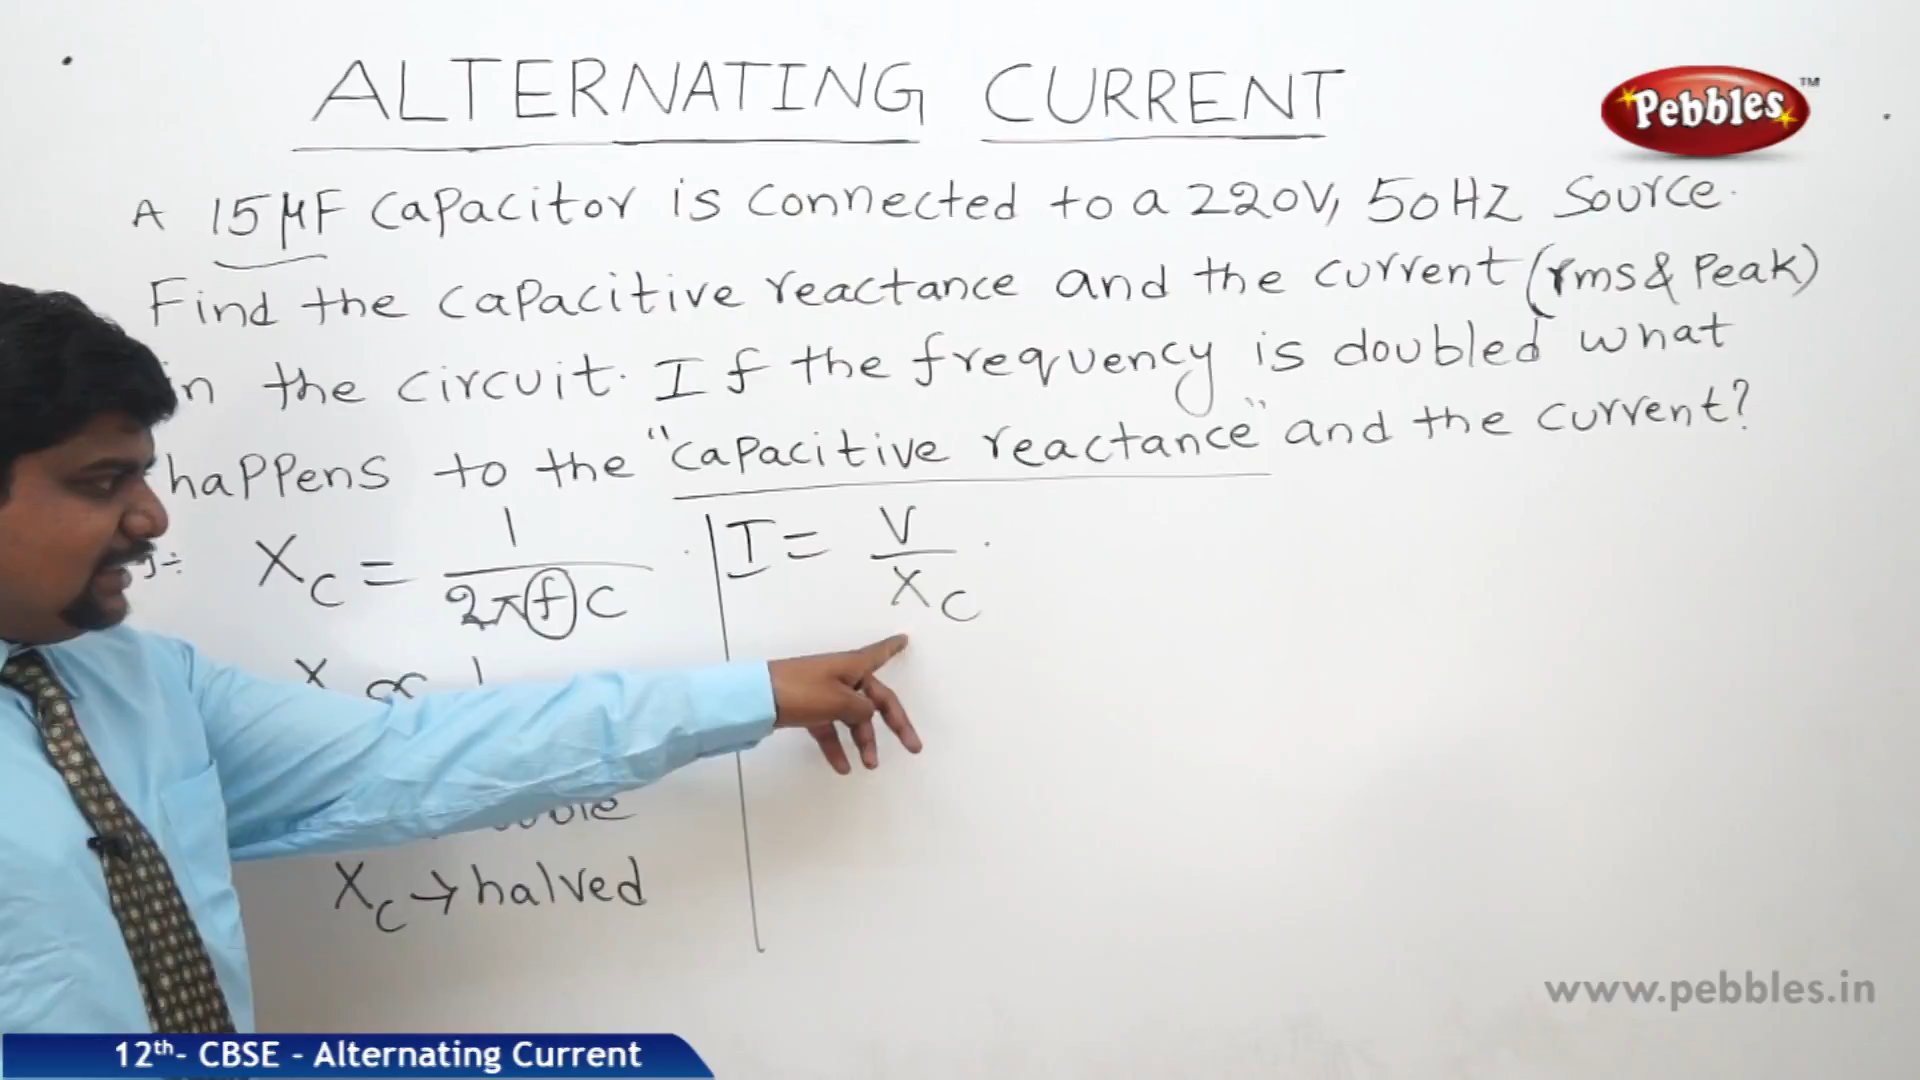 ALTERNATING CURRENT
Pebbles™
A 15μF capacitor is connected to a 220V, 50HZ Source.
Find the capacitive reactance and the current (rms & Peak)
in the circuit. If the frequency is doubled what
happens to the "capacitive reactance" and the current?
X_C = 1/(2πfC)
X ∝ 1
X_C → halved
I = V/X_C
www.pebbles.in
12th- CBSE - Alternating Current